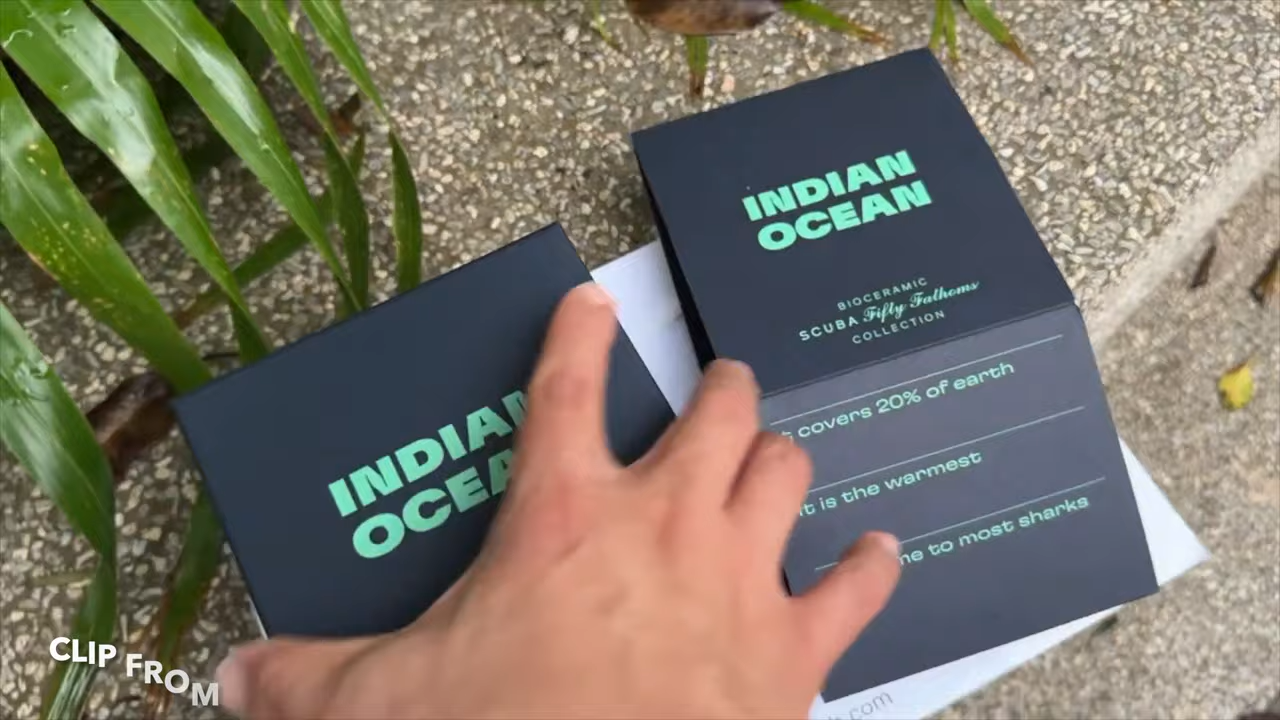 INDIAN
OCEAN
BIOCERAMIC
SCUBA Fifty Fathoms
COLLECTION
covers 20% of earth
it is the warmest
to most sharks
INDIAN
OCEA
.com
CLIP FROM